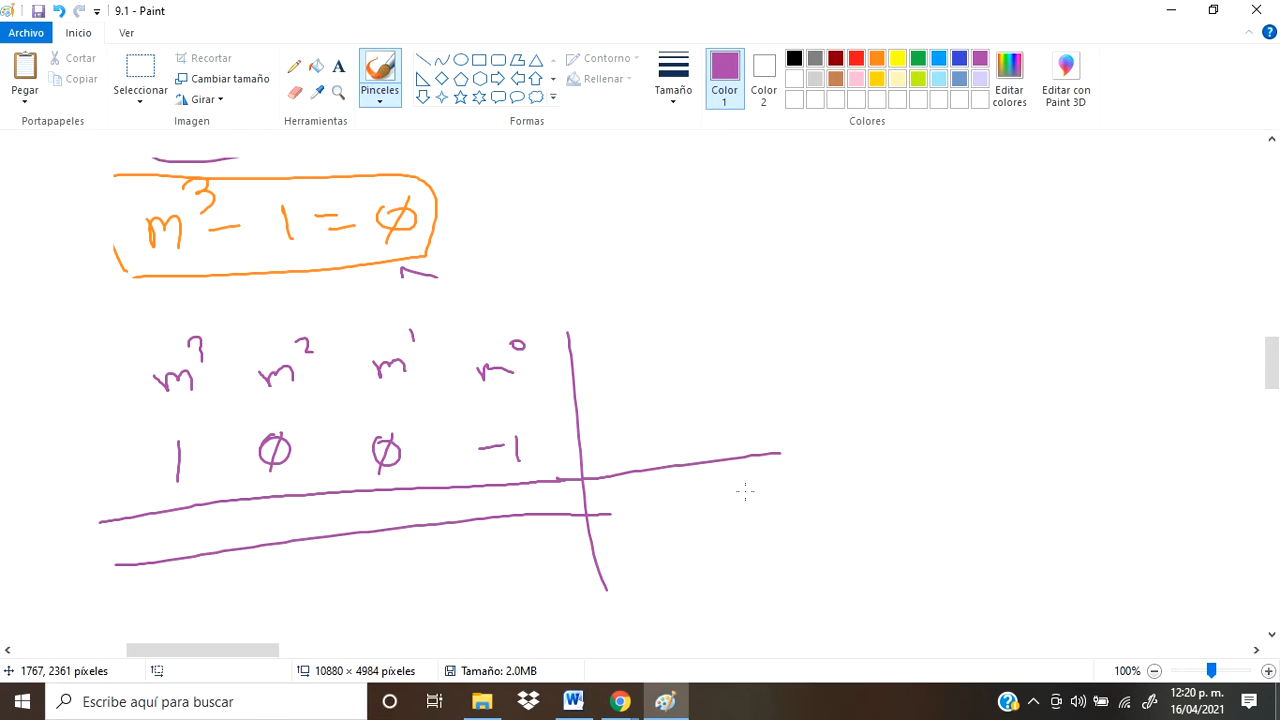 9.1 - Paint
Archivo Inicio Ver
Pegar
Cortar
Copiar
Portapapeles
Seleccionar
Recortar
Cambiar tamaño
Girar
Imagen
Herramientas
Pinceles
Contorno
Rellenar
Formas
Tamaño
Color 1
Color 2
Editar colores
Editar con Paint 3D
Colores
m³ - 1 = 0
m³ m² m¹ m⁰
1 0 0 -1
1767, 2361 píxeles
10880 × 4984 píxeles
Tamaño: 2.0MB
100%
Escribe aquí para buscar
12:20 p. m.
16/04/2021